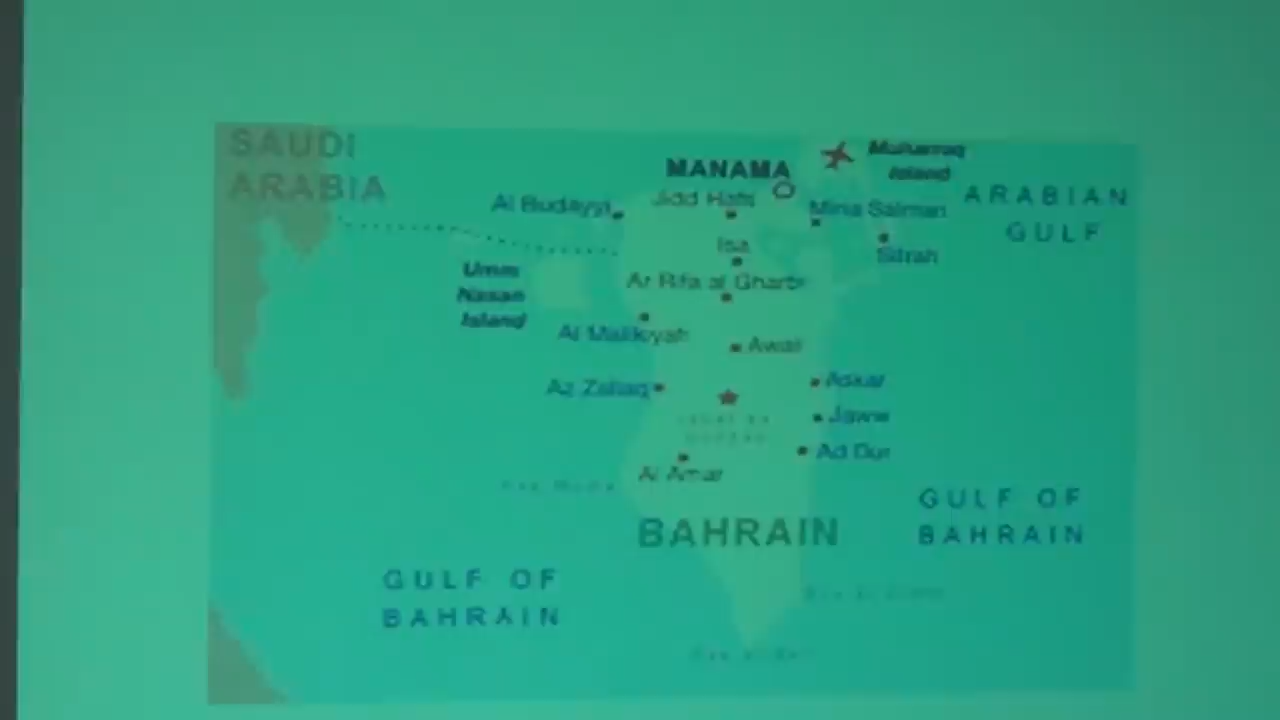 SAUDI
ARABIA
MANAMA
Muharraq
Island
ARABIAN
GULF
Al Budayyi
Jidd Hafs
Mina Salman
Isa
Sitrah
Umm
Nasan
Island
Ar Rifa al Gharbi
Al Malikiyah
Awali
Az Zallaq
Askar
Jaww
Ad Dur
Al Amar
BAHRAIN
GULF OF
BAHRAIN
GULF OF
BAHRAIN